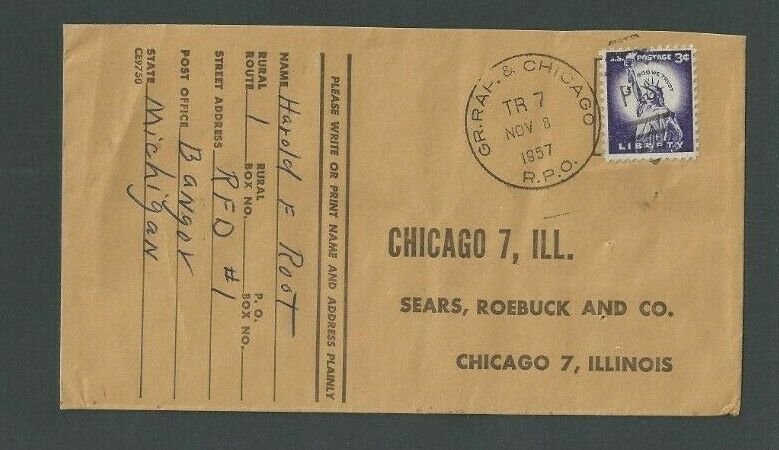 U.S. POSTAGE 3¢
IN GOD WE TRUST
LIBERTY
GR. RAP. & CHICAGO
TR 7
NOV 8
1957
R.P.O.
CHICAGO 7, ILL.
SEARS, ROEBUCK AND CO.
CHICAGO 7, ILLINOIS
PLEASE WRITE OR PRINT NAME AND ADDRESS PLAINLY
NAME Harold F Root
RURAL ROUTE 1 RURAL BOX NO. P. O. BOX NO.
STREET ADDRESS RFD #1
POST OFFICE Bangor
STATE Michigan
CE9750